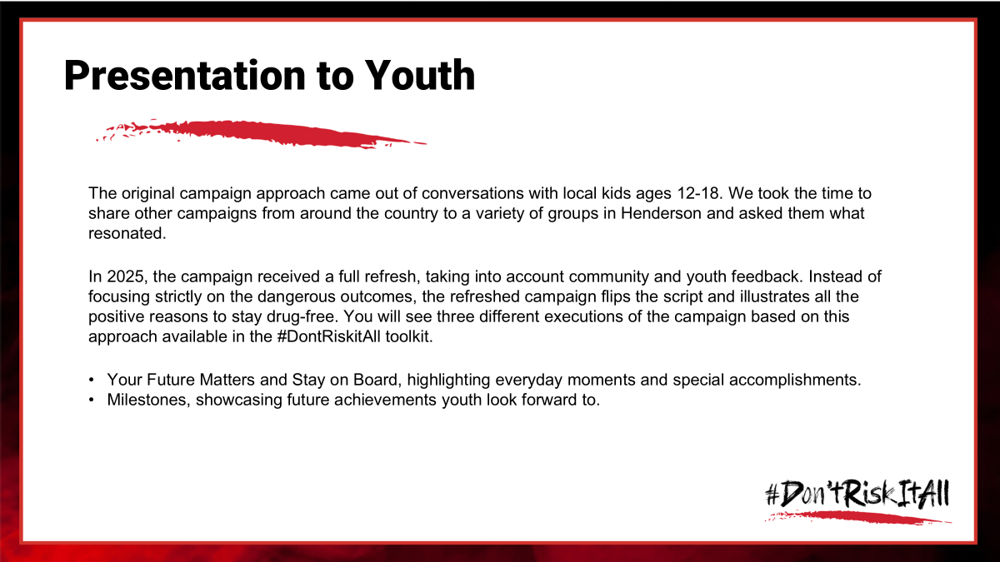 Presentation to Youth
The original campaign approach came out of conversations with local kids ages 12-18. We took the time to
share other campaigns from around the country to a variety of groups in Henderson and asked them what
resonated.
In 2025, the campaign received a full refresh, taking into account community and youth feedback. Instead of
focusing strictly on the dangerous outcomes, the refreshed campaign flips the script and illustrates all the
positive reasons to stay drug-free. You will see three different executions of the campaign based on this
approach available in the #DontRiskitAll toolkit.
• Your Future Matters and Stay on Board, highlighting everyday moments and special accomplishments.
• Milestones, showcasing future achievements youth look forward to.
#Don'tRiskItAll